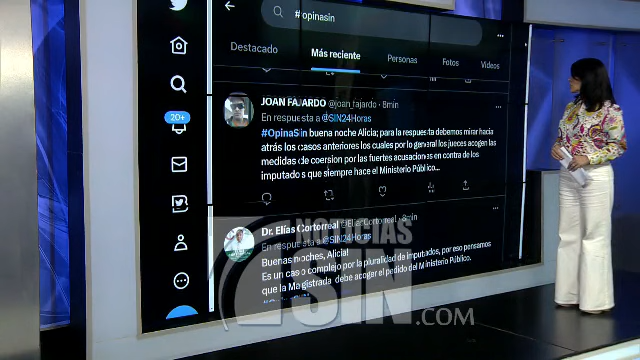 #opinasin
Destacado Más reciente Personas Fotos Videos
20+
JOAN FAJARDO @joan_fajardo · 8min
En respuesta a @SIN24Horas
#OpinaSin buena noche Alicia; para la respuesta debemos mirar hacia
atrás los casos anteriores los cuales por lo general los jueces acogen las
medidas de coersion por las fuertes acusaciones en contra de los
imputados que siempre hace el Ministerio Público...
Dr. Elías Cortorreal · 8min
En respuesta a @SIN24Horas
Buenas noches, Alicia!
Es un caso complejo por la pluralidad de imputados, por eso pensamos
que la Magistrada debe acoger el pedido del Ministerio Público.
NOTICIAS
SIN
.COM